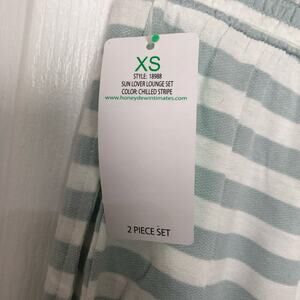 XS
STYLE: 18988
SUN LOVER LOUNGE SET
COLOR: CHILLED STRIPE
www.honeydewintimates.com
2 PIECE SET